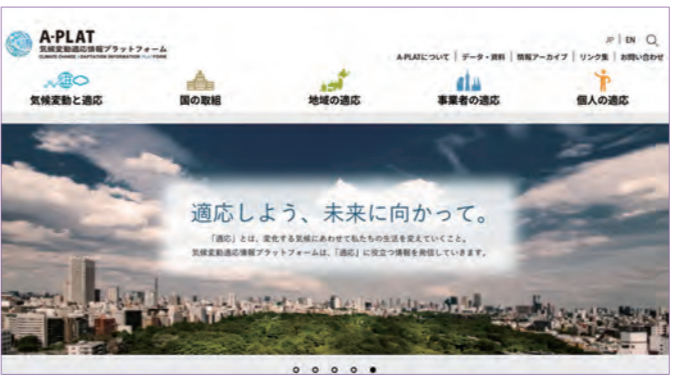 A-PLAT
気候変動適応情報プラットフォーム
CLIMATE CHANGE ADAPTATION INFORMATION PLATFORM
JP | EN
A-PLATについて | データ・資料 | 情報アーカイブ | リンク集 | お問い合わせ
気候変動と適応
国の取組
地域の適応
事業者の適応
個人の適応
適応しよう、未来に向かって。
「適応」とは、変化する気候にあわせて私たちの生活を変えていくこと。
気候変動適応情報プラットフォームは、「適応」に役立つ情報を発信していきます。